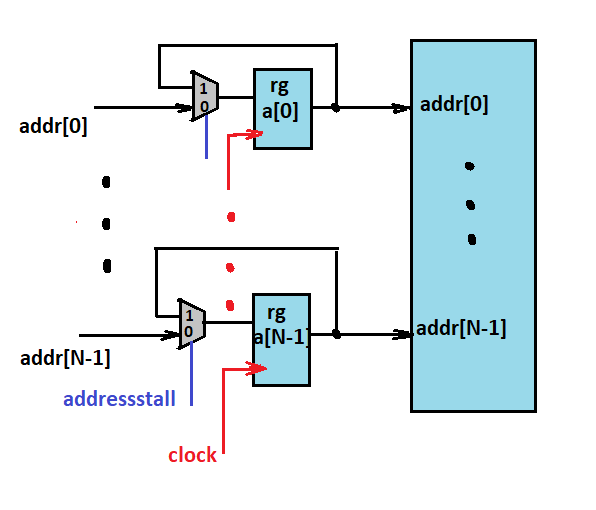 1
0
rg
a[0]
addr[0]
addr[0]
1
0
rg
a[N-1]
addr[N-1]
addr[N-1]
addressstall
clock